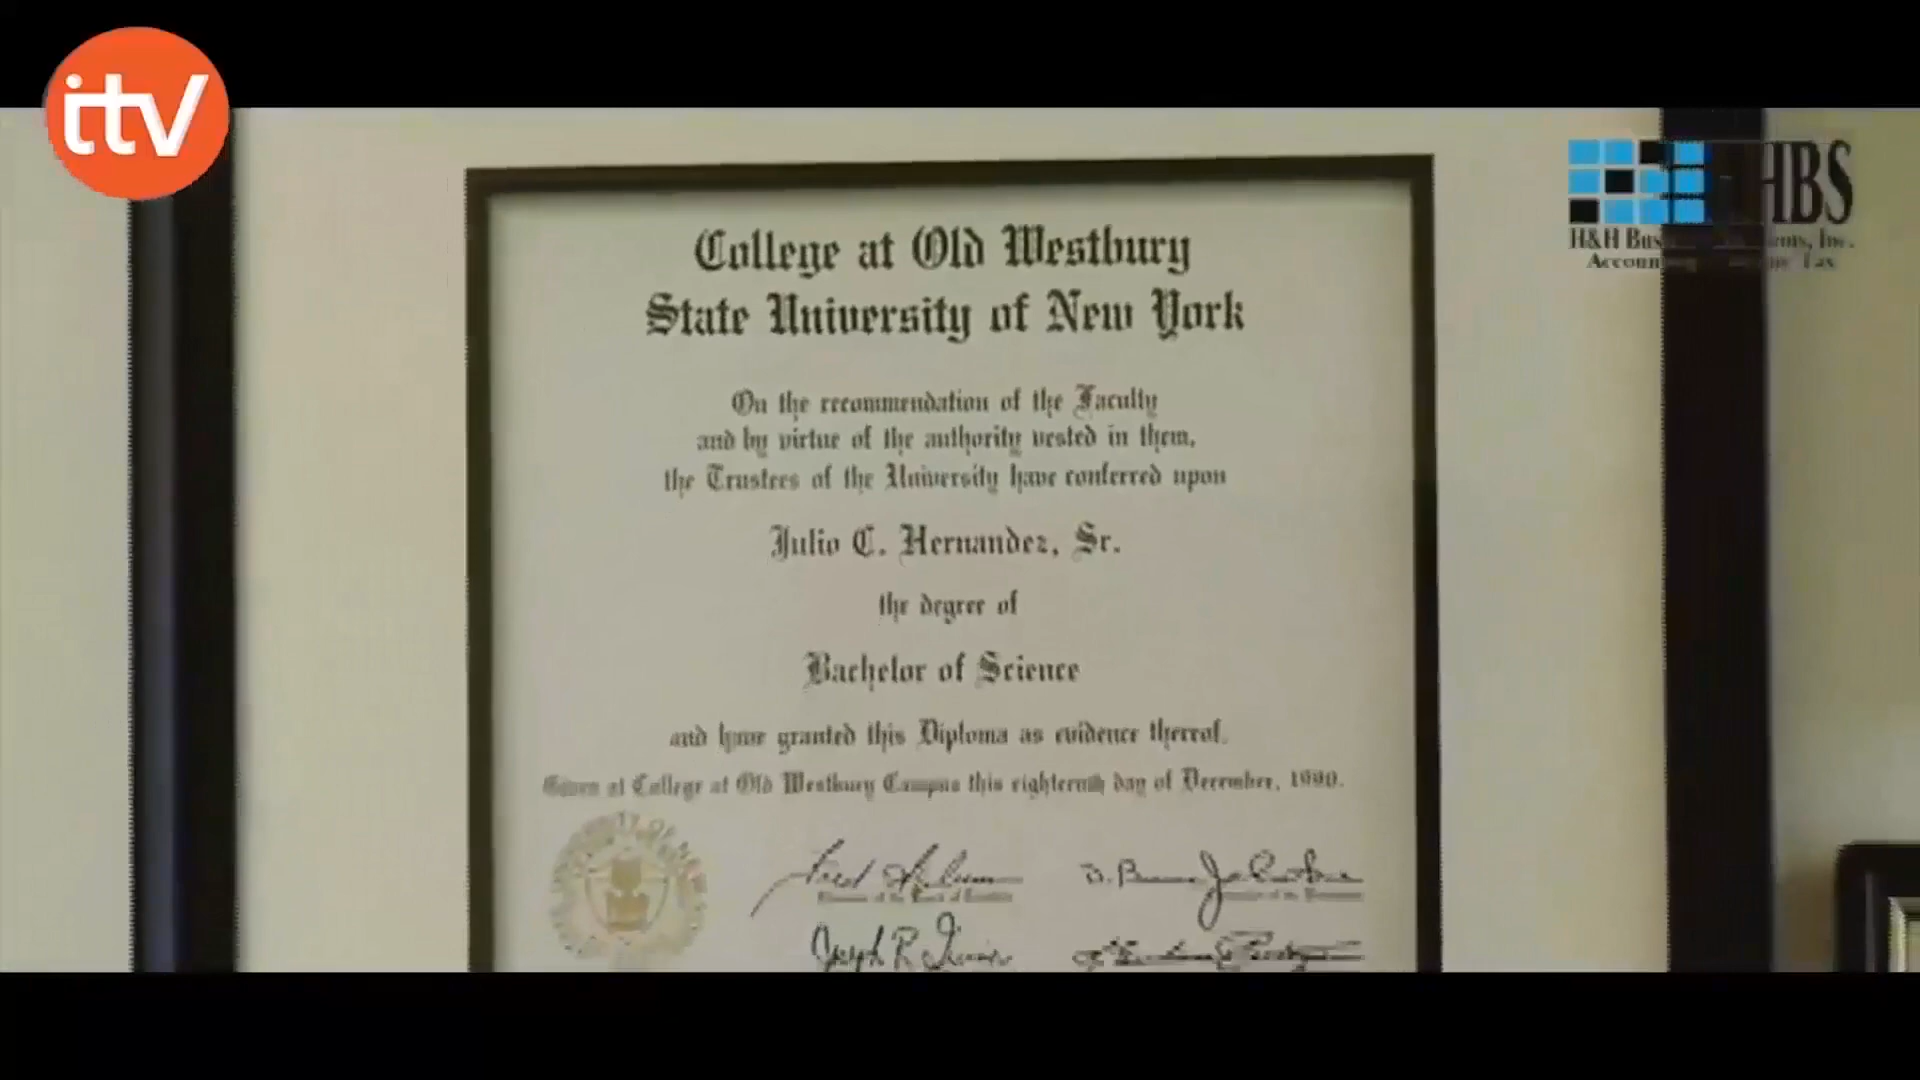 itv
HBS
H&H
College at Old Westbury
State University of New York
On the recommendation of the Faculty
and by virtue of the authority vested in them,
the Trustees of the University have conferred upon
Julio C. Hernandez, Sr.
the degree of
Bachelor of Science
and have granted this Diploma as evidence thereof.
Given at College at Old Westbury Campus this eighteenth day of December,